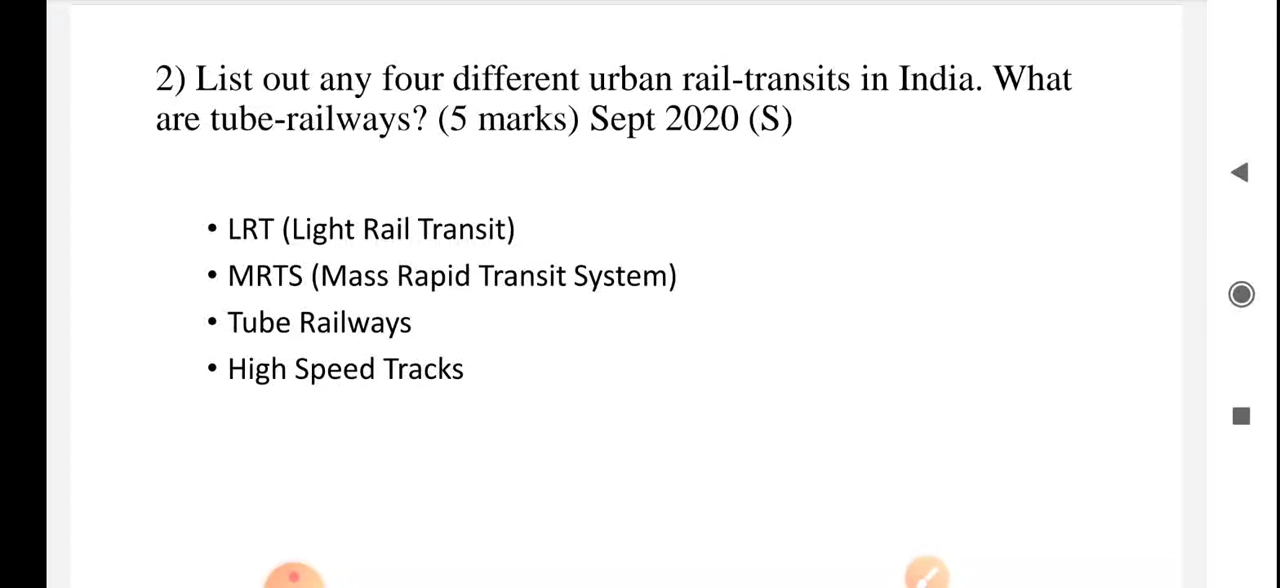 2) List out any four different urban rail-transits in India. What
are tube-railways? (5 marks) Sept 2020 (S)
• LRT (Light Rail Transit)
• MRTS (Mass Rapid Transit System)
• Tube Railways
• High Speed Tracks